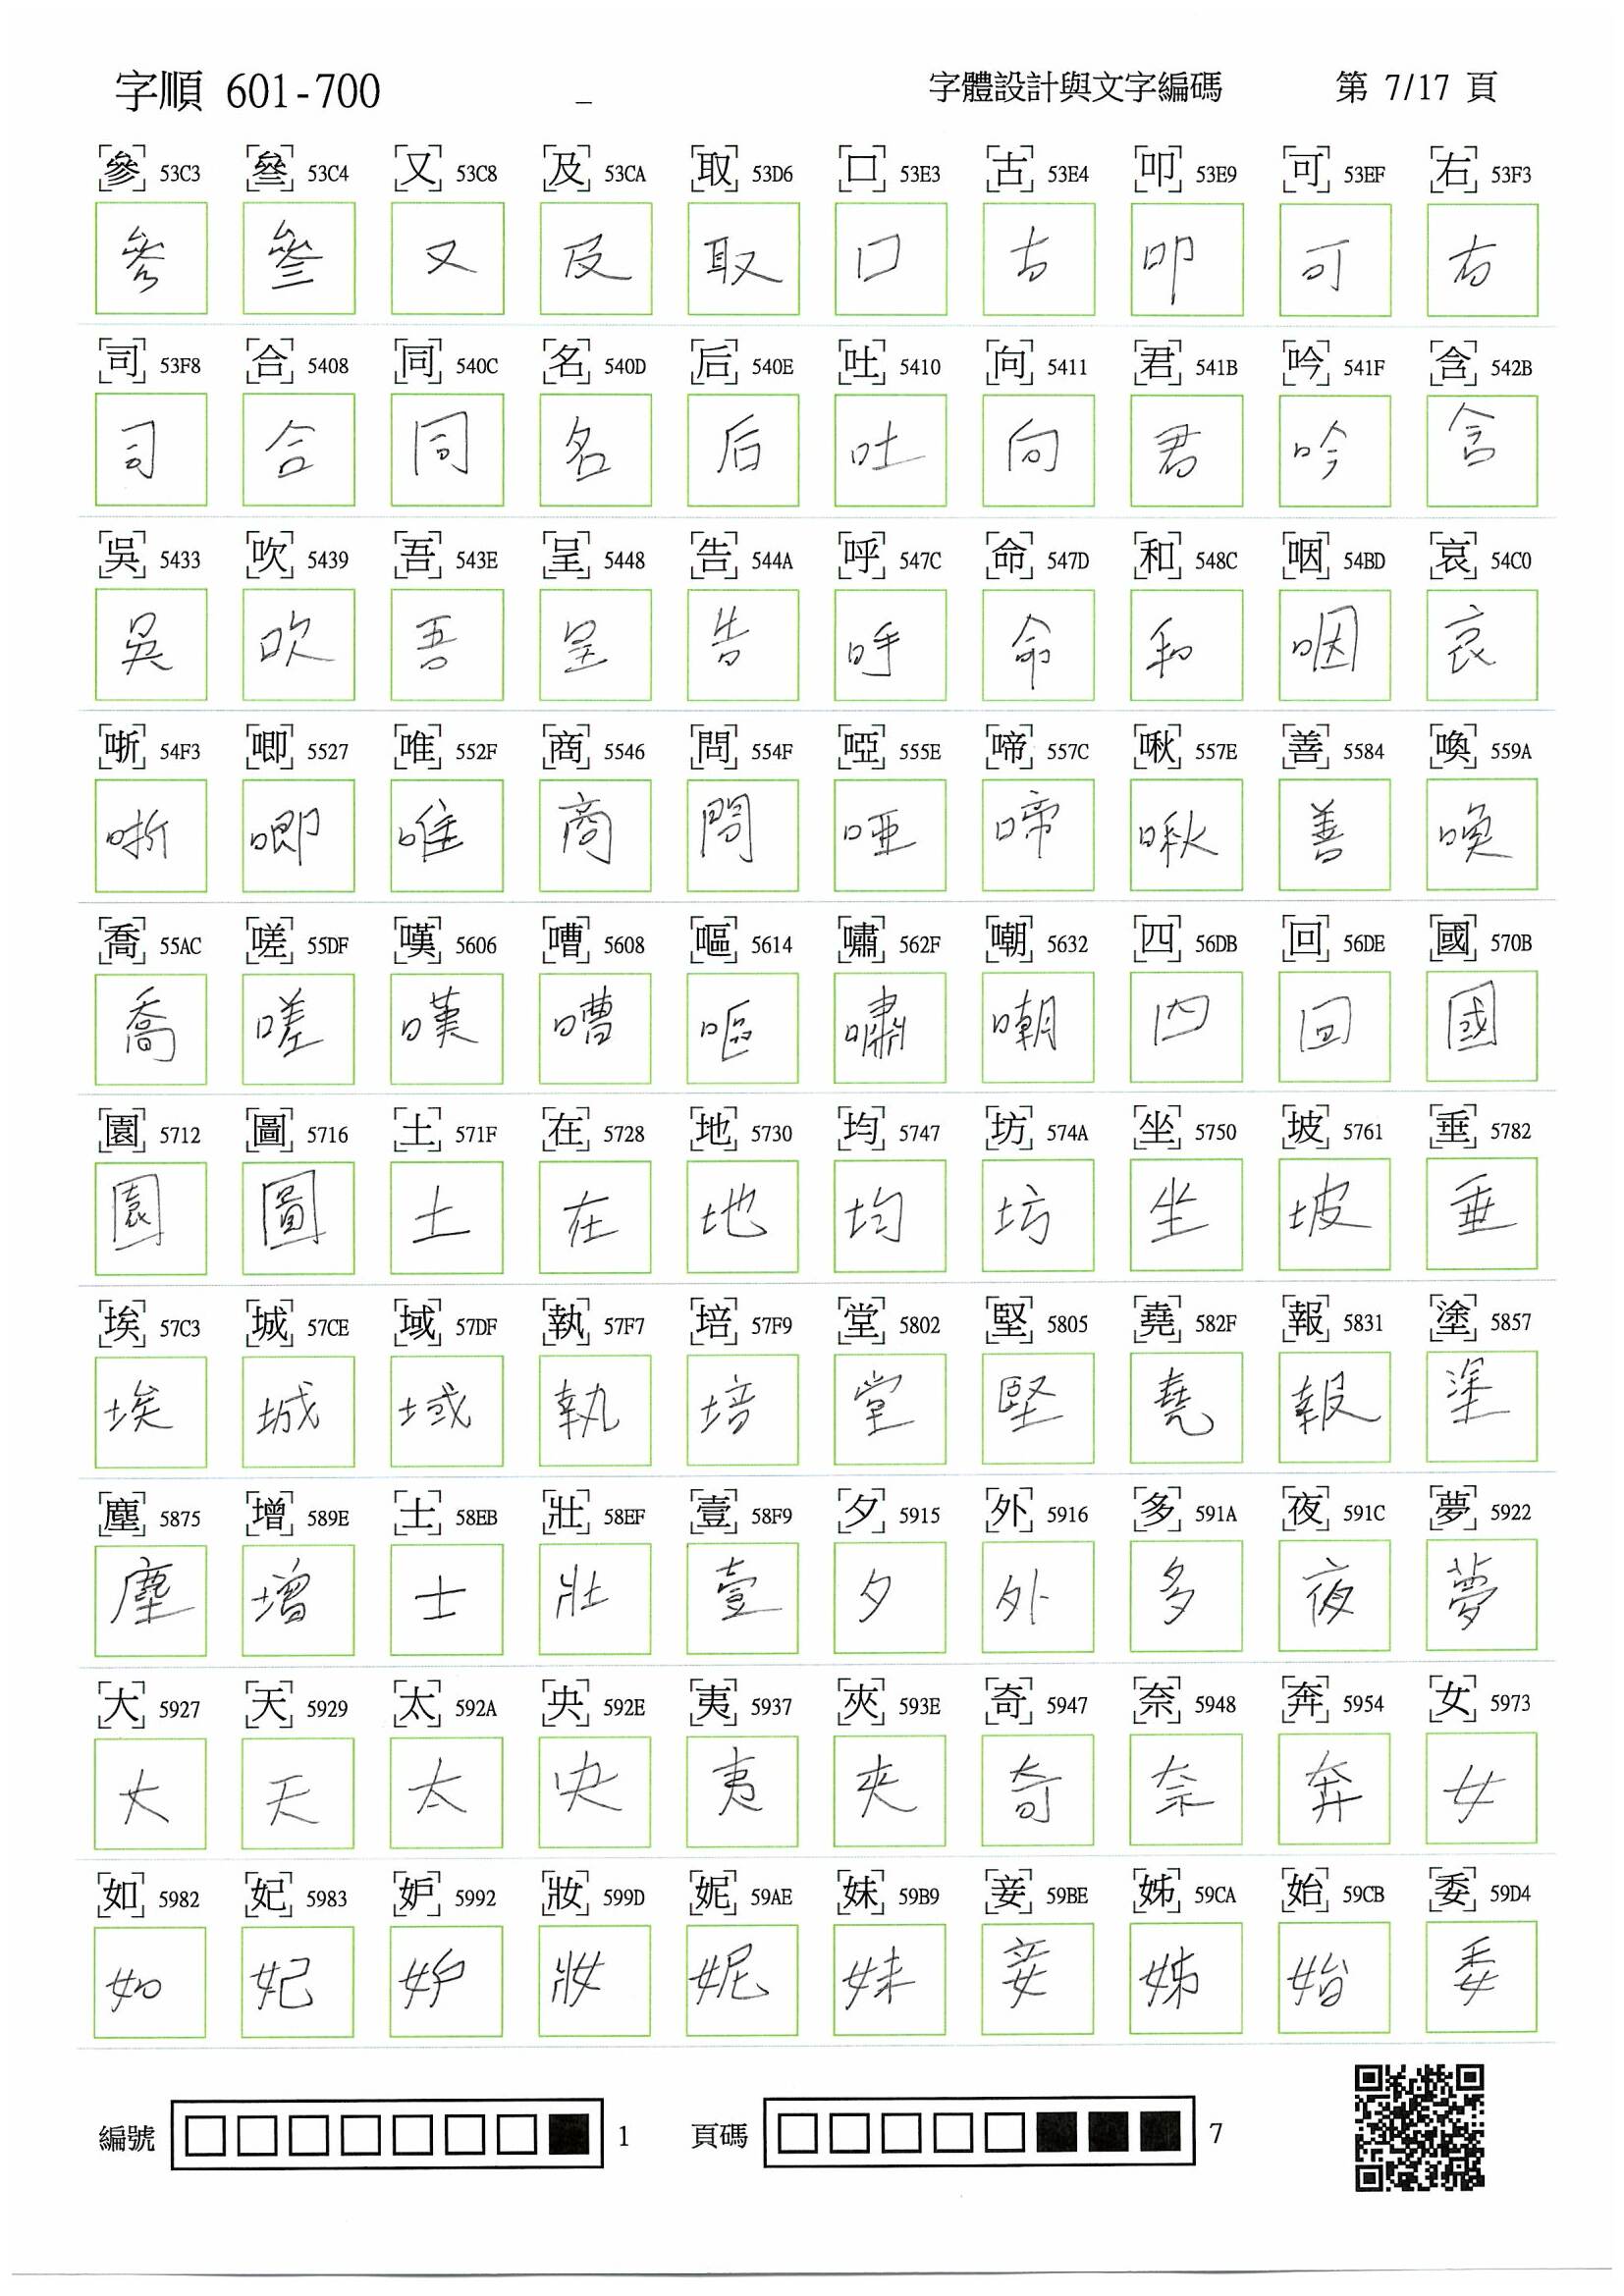 字順 601-700 _ 字體設計與文字編碼 第 7/17 頁
參 53C3 叄 53C4 又 53C8 及 53CA 取 53D6 口 53E3 古 53E4 叩 53E9 可 53EF 右 53F3
參 叄 又 及 取 口 古 叩 可 右
司 53F8 合 5408 同 540C 名 540D 后 540E 吐 5410 向 5411 君 541B 吟 541F 含 542B
司 合 同 名 后 吐 向 君 吟 含
吳 5433 吹 5439 吾 543E 呈 5448 告 544A 呼 547C 命 547D 和 548C 咽 54BD 哀 54C0
吳 吹 吾 呈 告 呼 命 和 咽 哀
哳 54F3 唧 5527 唯 552F 商 5546 問 554F 啞 555E 啼 557C 啾 557E 善 5584 喚 559A
哳 唧 唯 商 問 啞 啼 啾 善 喚
喬 55AC 嗟 55DF 嘆 5606 嘈 5608 嘔 5614 嘯 562F 嘲 5632 四 56DB 回 56DE 國 570B
喬 嗟 嘆 嘈 嘔 嘯 嘲 四 回 國
園 5712 圖 5716 土 571F 在 5728 地 5730 均 5747 坊 574A 坐 5750 坡 5761 垂 5782
園 圖 土 在 地 均 坊 坐 坡 垂
埃 57C3 城 57CE 域 57DF 執 57F7 培 57F9 堂 5802 堅 5805 堯 582F 報 5831 塗 5857
埃 城 域 執 培 堂 堅 堯 報 塗
塵 5875 增 589E 士 58EB 壯 58EF 壹 58F9 夕 5915 外 5916 多 591A 夜 591C 夢 5922
塵 增 士 壯 壹 夕 外 多 夜 夢
大 5927 天 5929 太 592A 央 592E 夷 5937 夾 593E 奇 5947 奈 5948 奔 5954 女 5973
大 天 太 央 夷 夾 奇 奈 奔 女
如 5982 妃 5983 妒 5992 妝 599D 妮 59AE 妹 59B9 妾 59BE 姊 59CA 始 59CB 委 59D4
如 妃 妒 妝 妮 妹 妾 姊 始 委
編號 1 頁碼 7